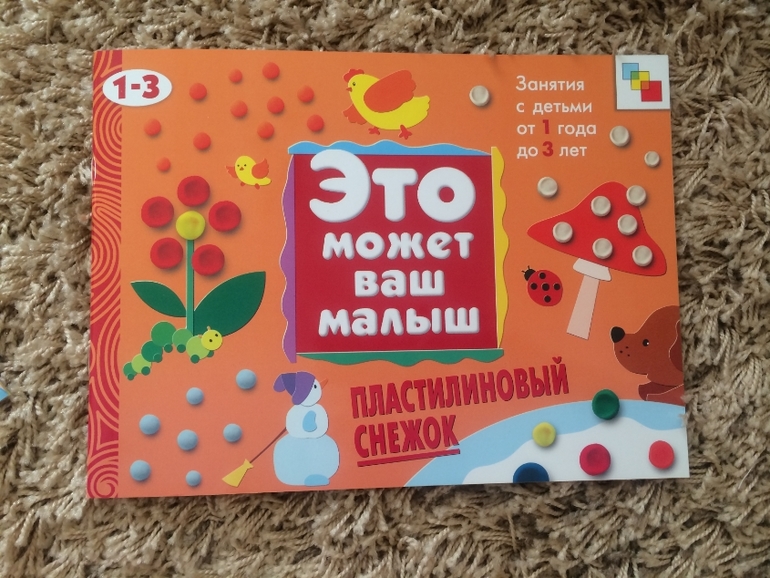 1-3
Занятия
с детьми
от 1 года
до 3 лет
Это
может
ваш
малыш
ПЛАСТИЛИНОВЫЙ
СНЕЖОК